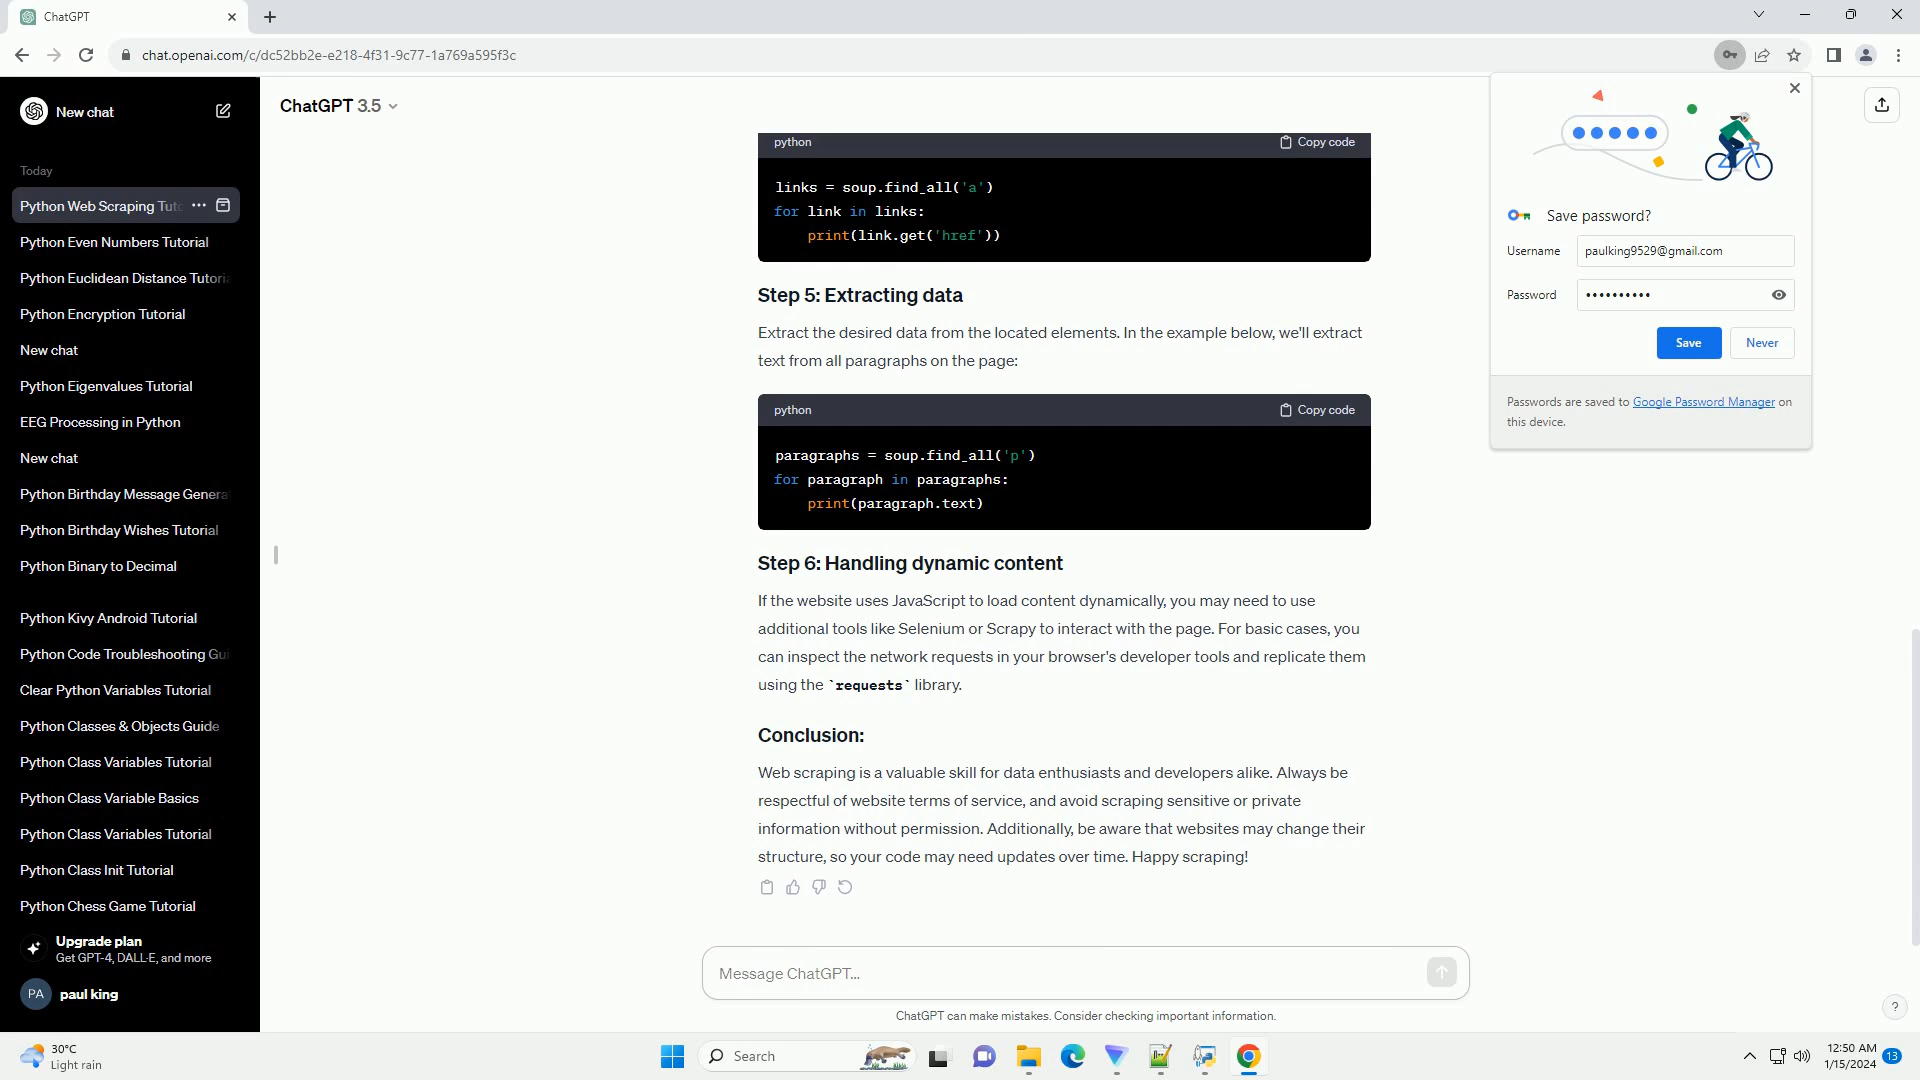 ChatGPT
chat.openai.com/c/dc52bb2e-e218-4f31-9c77-1a769a595f3c
New chat
Today
Python Web Scraping Tuto
Python Even Numbers Tutorial
Python Euclidean Distance Tutoria
Python Encryption Tutorial
New chat
Python Eigenvalues Tutorial
EEG Processing in Python
New chat
Python Birthday Message Genera
Python Birthday Wishes Tutorial
Python Binary to Decimal
Python Kivy Android Tutorial
Python Code Troubleshooting Gui
Clear Python Variables Tutorial
Python Classes & Objects Guide
Python Class Variables Tutorial
Python Class Variable Basics
Python Class Variables Tutorial
Python Class Init Tutorial
Python Chess Game Tutorial
Upgrade plan
Get GPT-4, DALL·E, and more
PA paul king
ChatGPT 3.5
python Copy code
links = soup.find_all('a')
for link in links:
print(link.get('href'))
Step 5: Extracting data
Extract the desired data from the located elements. In the example below, we'll extract
text from all paragraphs on the page:
python Copy code
paragraphs = soup.find_all('p')
for paragraph in paragraphs:
print(paragraph.text)
Step 6: Handling dynamic content
If the website uses JavaScript to load content dynamically, you may need to use
additional tools like Selenium or Scrapy to interact with the page. For basic cases, you
can inspect the network requests in your browser's developer tools and replicate them
using the `requests` library.
Conclusion:
Web scraping is a valuable skill for data enthusiasts and developers alike. Always be
respectful of website terms of service, and avoid scraping sensitive or private
information without permission. Additionally, be aware that websites may change their
structure, so your code may need updates over time. Happy scraping!
Message ChatGPT...
ChatGPT can make mistakes. Consider checking important information.
?
Save password?
Username paulking9529@gmail.com
Password ••••••••••
Save Never
Passwords are saved to Google Password Manager on
this device.
30°C
Light rain
Search
12:50 AM
1/15/2024
13